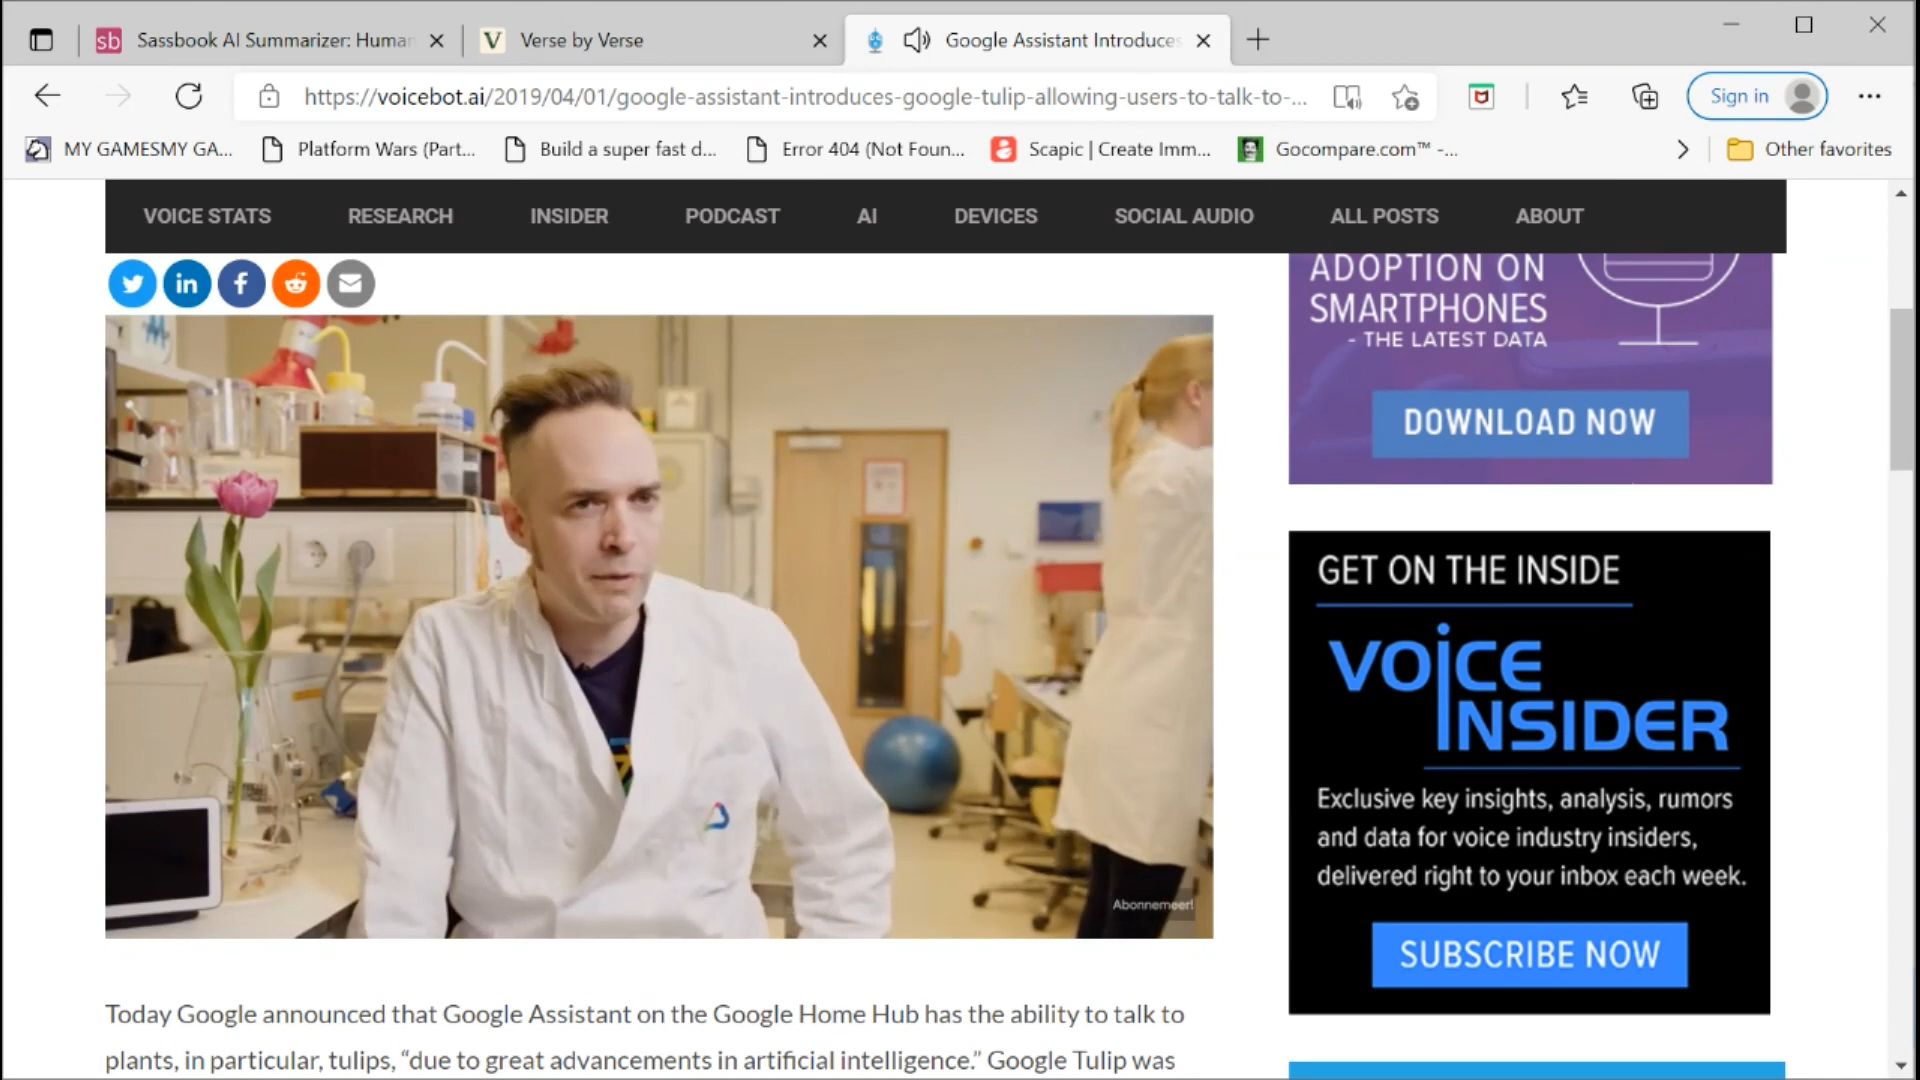 sb Sassbook AI Summarizer: Human
V Verse by Verse
Google Assistant Introduces
https://voicebot.ai/2019/04/01/google-assistant-introduces-google-tulip-allowing-users-to-talk-to-...
Sign in
MY GAMESMY GA...
Platform Wars (Part...
Build a super fast d...
Error 404 (Not Foun...
Scapic | Create Imm...
Gocompare.com™ -...
Other favorites
VOICE STATS
RESEARCH
INSIDER
PODCAST
AI
DEVICES
SOCIAL AUDIO
ALL POSTS
ABOUT
ADOPTION ON
SMARTPHONES
- THE LATEST DATA
DOWNLOAD NOW
Abonnemeer!
GET ON THE INSIDE
VOICE
INSIDER
Exclusive key insights, analysis, rumors
and data for voice industry insiders,
delivered right to your inbox each week.
SUBSCRIBE NOW
Today Google announced that Google Assistant on the Google Home Hub has the ability to talk to
plants, in particular, tulips, “due to great advancements in artificial intelligence.” Google Tulip was